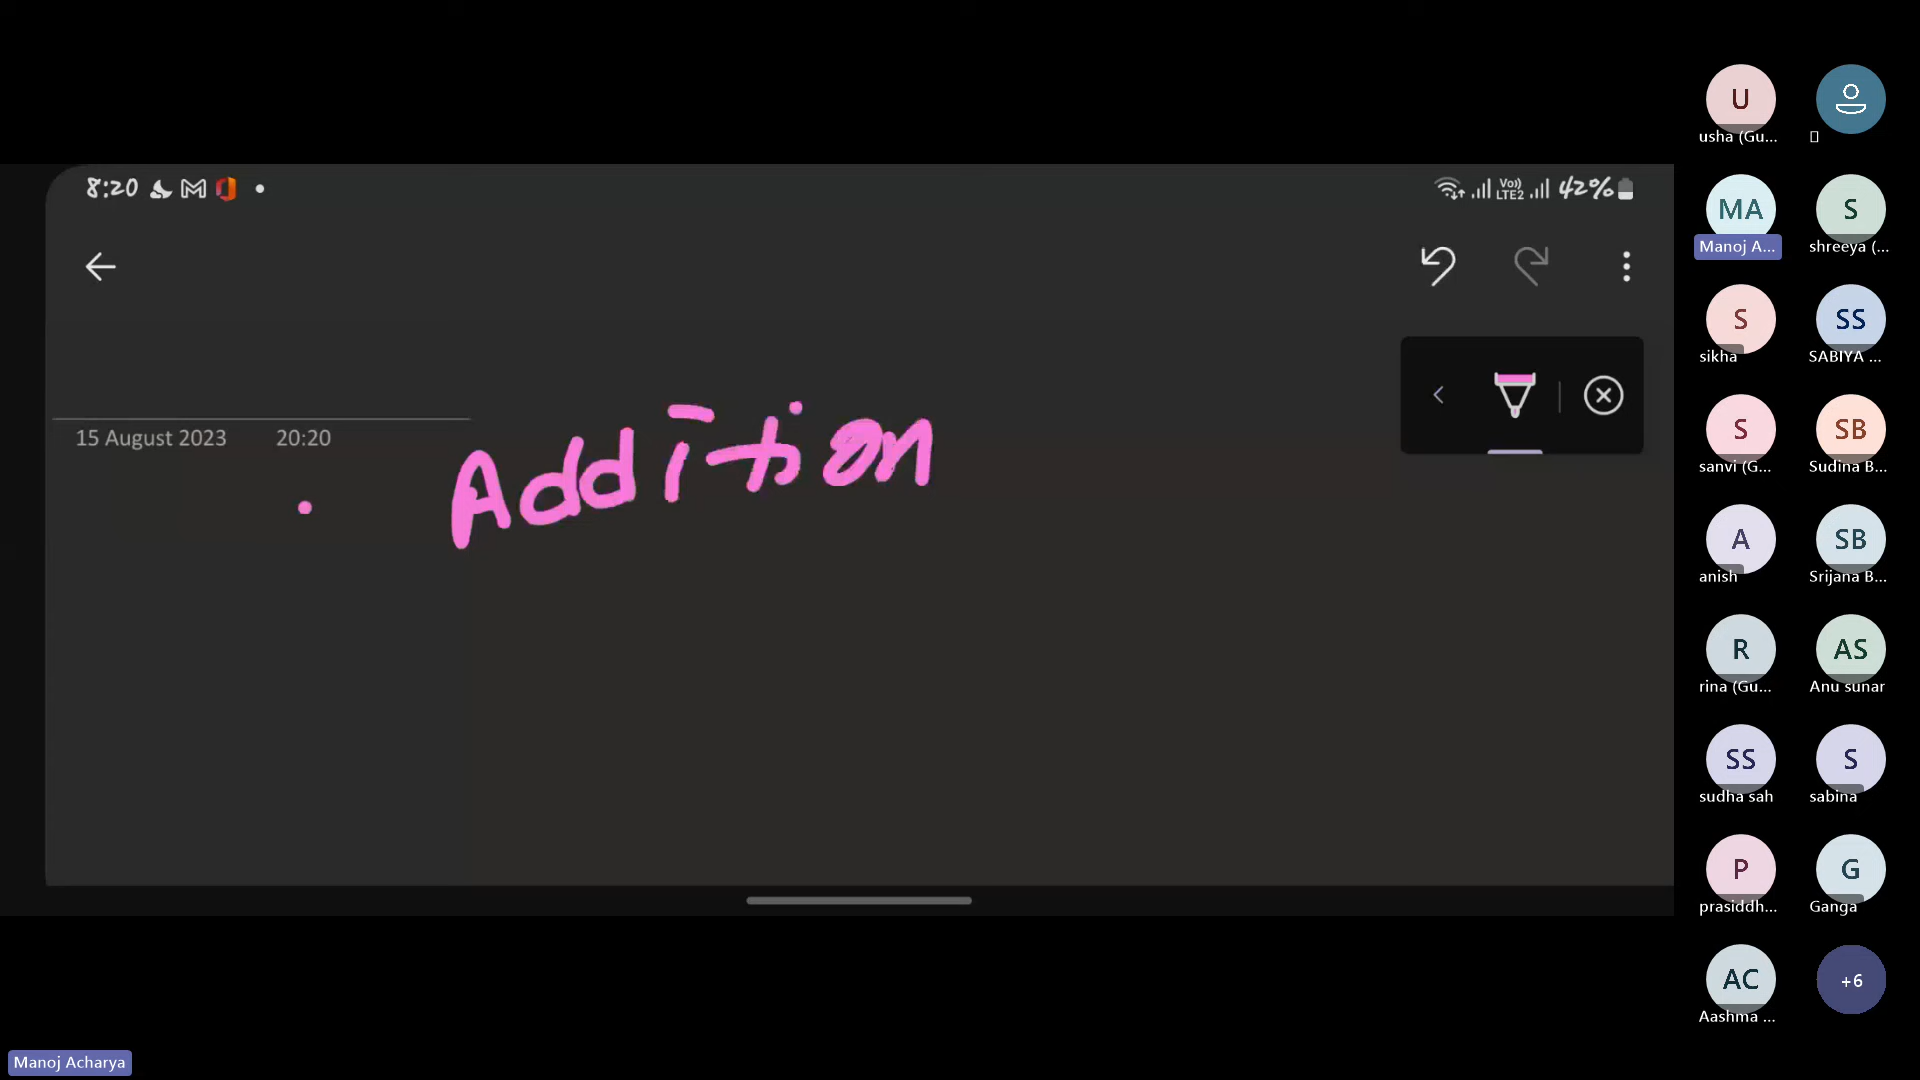 U
usha (Gu...
MA
Manoj A...
S
shreeya (...
S
sikha
SS
SABIYA ...
S
sanvi (G...
SB
Sudina B...
A
anish
SB
Srijana B...
R
rina (Gu...
AS
Anu sunar
SS
sudha sah
S
sabina
P
prasiddh...
G
Ganga
AC
Aashma ...
+6
8:20
Vo)) LTE2 42%
15 August 2023 20:20
Addition
Manoj Acharya